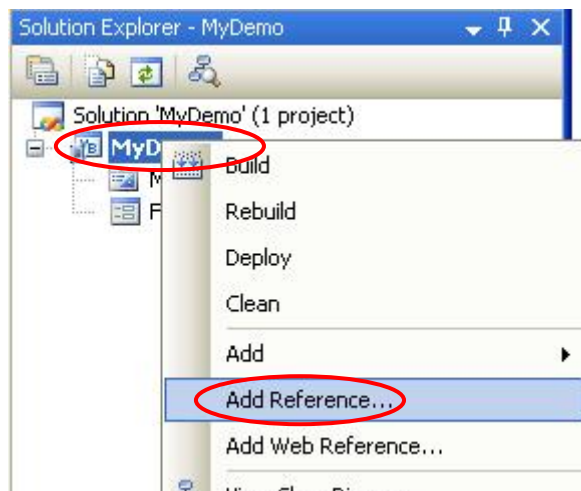 Solution Explorer - MyDemo
Solution 'MyDemo' (1 project)
Build
Rebuild
Deploy
Clean
Add
Add Reference...
Add Web Reference...